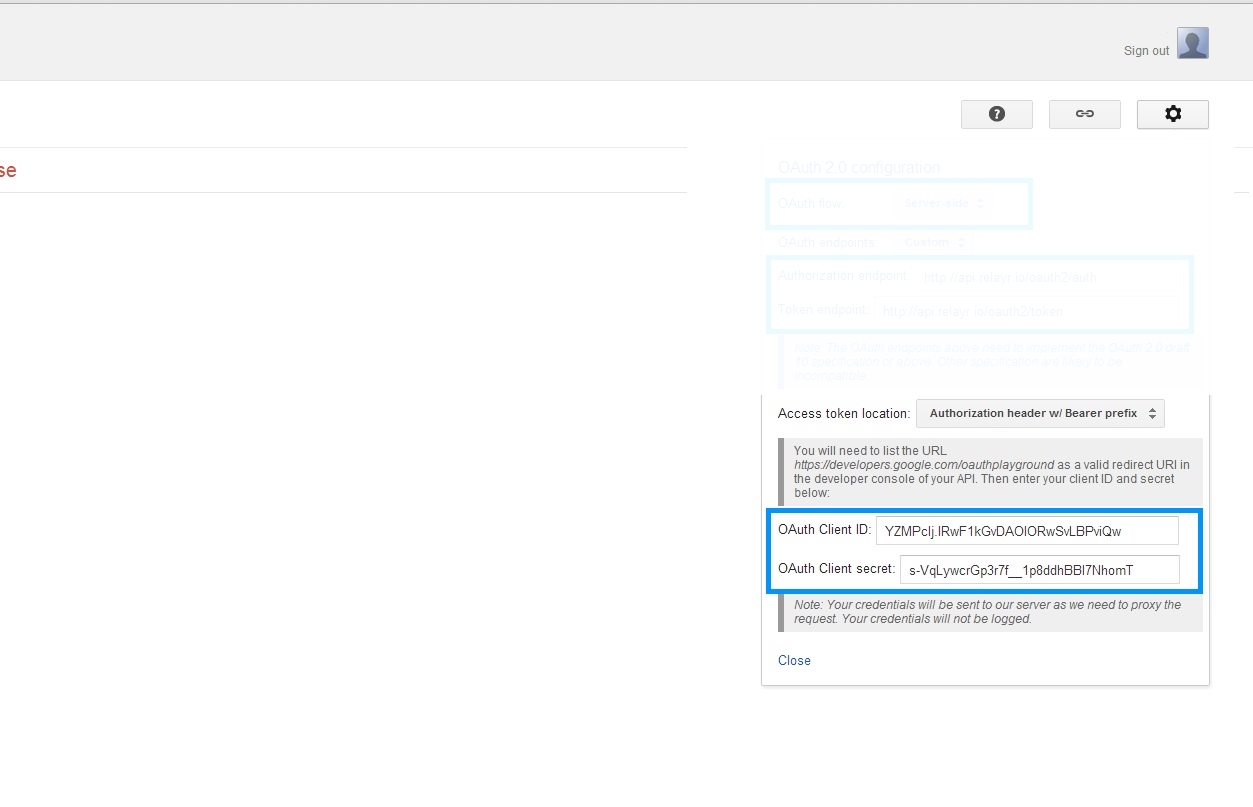 Sign out
se
OAuth 2.0 configuration
OAuth flow: Server-side
OAuth endpoints: Custom
Authorization endpoint: http://api.relayr.io/oauth2/auth
Token endpoint: http://api.relayr.io/oauth2/token
Note: The OAuth endpoints above need to implement the OAuth 2.0 draft
10 specification or above. Other specification are likely to be
incompatible.
Access token location: Authorization header w/ Bearer prefix
You will need to list the URL
https://developers.google.com/oauthplayground as a valid redirect URI in
the developer console of your API. Then enter your client ID and secret
below:
OAuth Client ID: YZMPcIj.IRwF1kGvDAOIORwSvLBPviQw
OAuth Client secret: s-VqLywcrGp3r7f__1p8ddhBBI7NhomT
Note: Your credentials will be sent to our server as we need to proxy the
request. Your credentials will not be logged.
Close